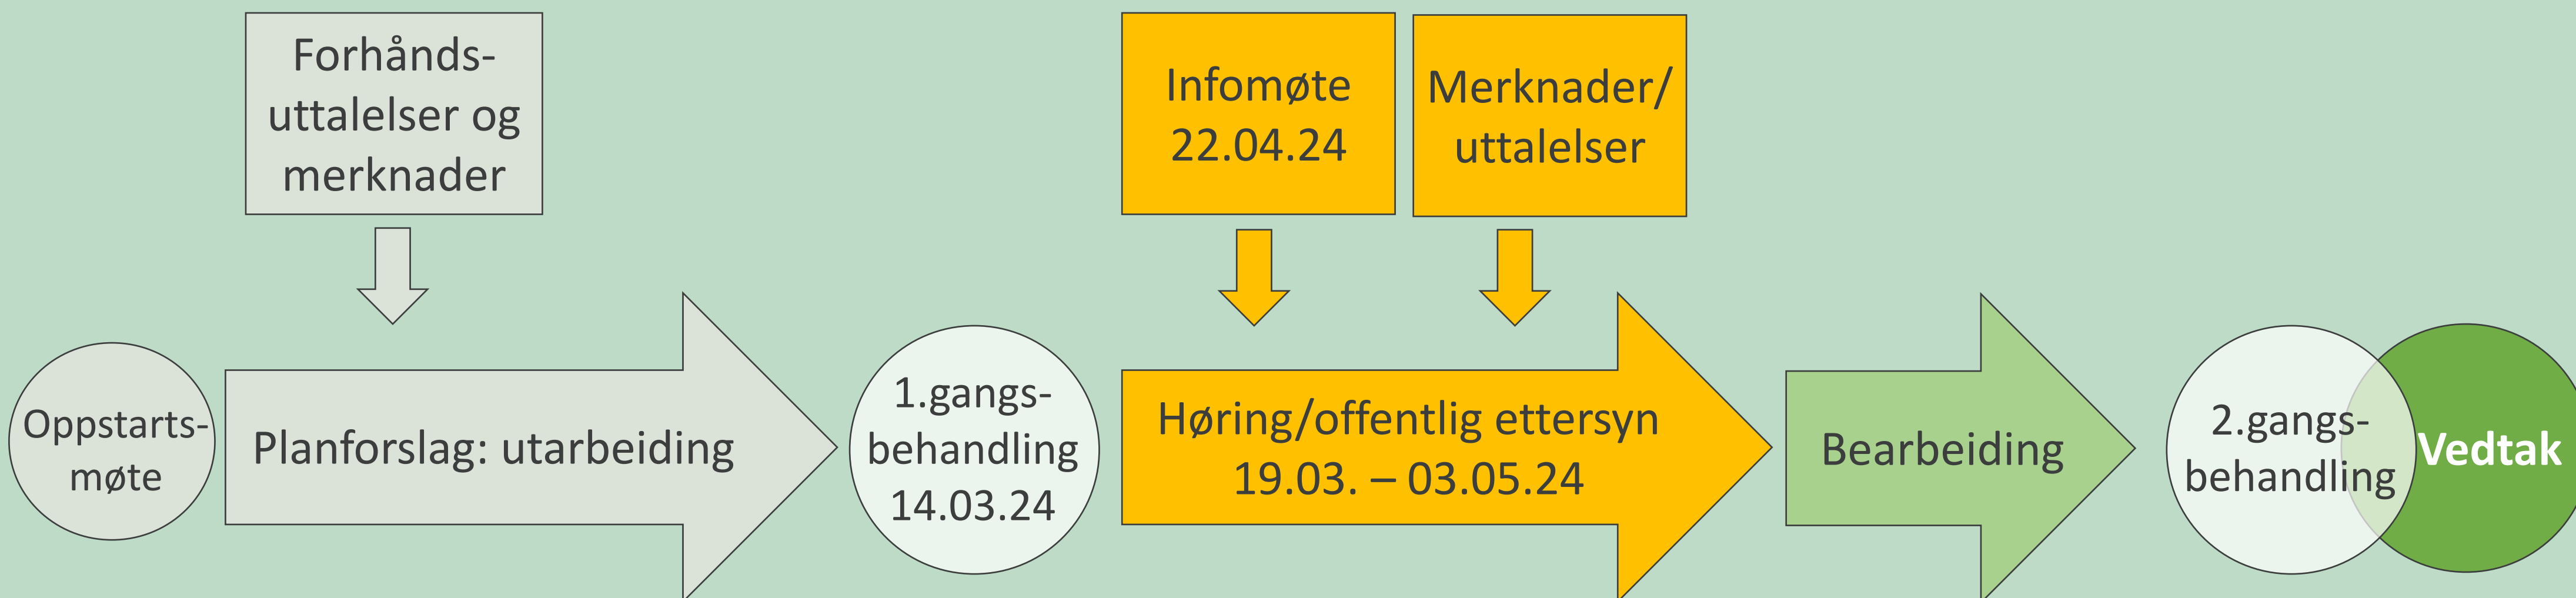 Forhånds-
uttalelser og
merknader
Infomøte
22.04.24
Merknader/
uttalelser
Oppstarts-
møte
Planforslag: utarbeiding
1.gangs-
behandling
14.03.24
Høring/offentlig ettersyn
19.03. – 03.05.24
Bearbeiding
2.gangs-
behandling
Vedtak